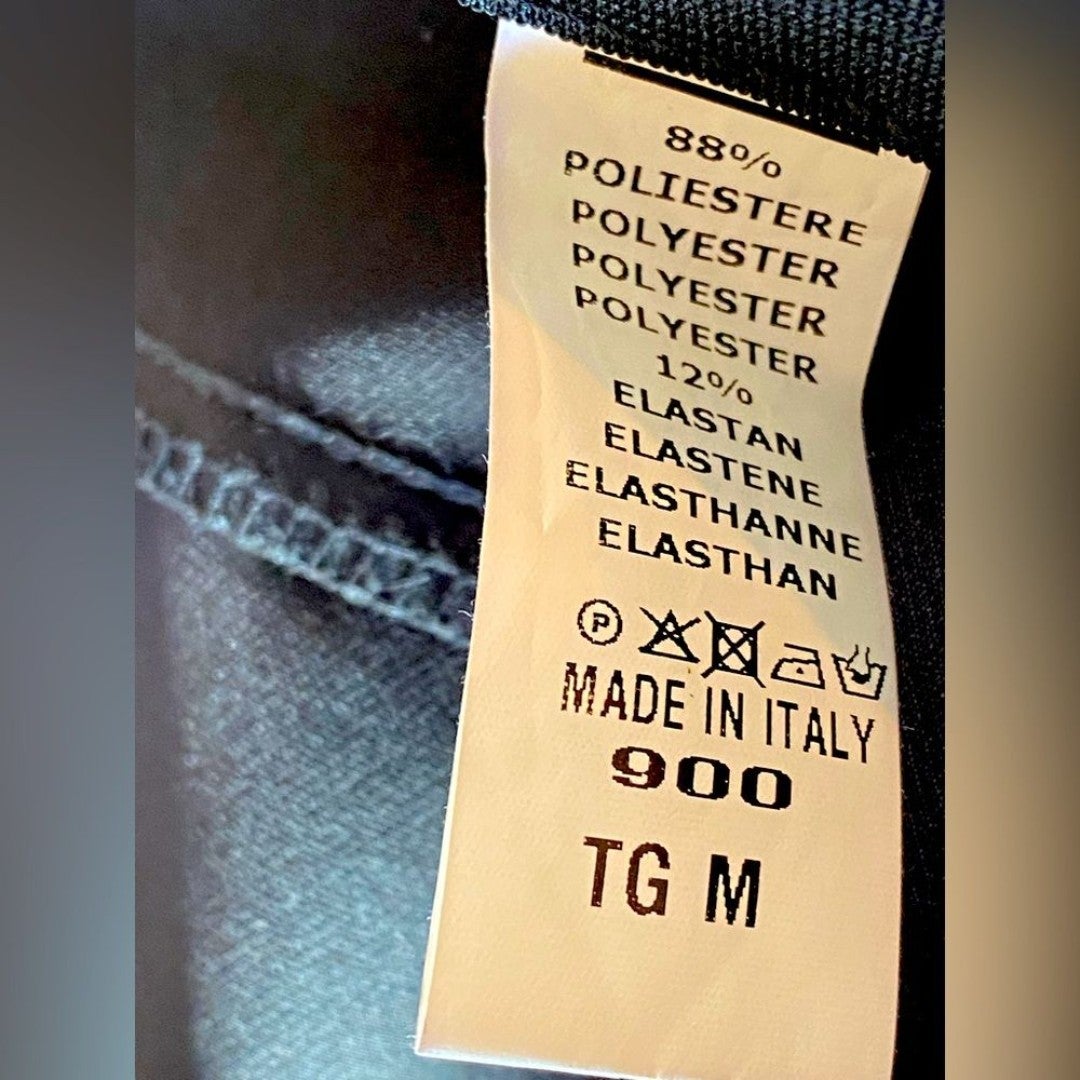 88%
POLIESTERE
POLYESTER
POLYESTER
POLYESTER
12%
ELASTAN
ELASTENE
ELASTHANNE
ELASTHAN
P
MADE IN ITALY
900
TG M